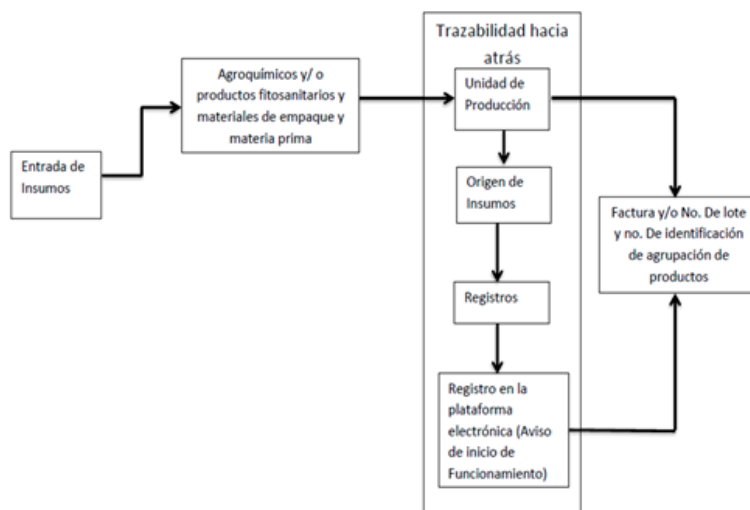 Trazabilidad hacia
atrás
Agroquímicos y/ o
productos fitosanitarios y
materiales de empaque y
materia prima
Unidad de
Producción
Entrada de
Insumos
Origen de
Insumos
Factura y/o No. De lote
y no. De identificación
de agrupación de
productos
Registros
Registro en la
plataforma
electrónica (Aviso
de inicio de
Funcionamiento)